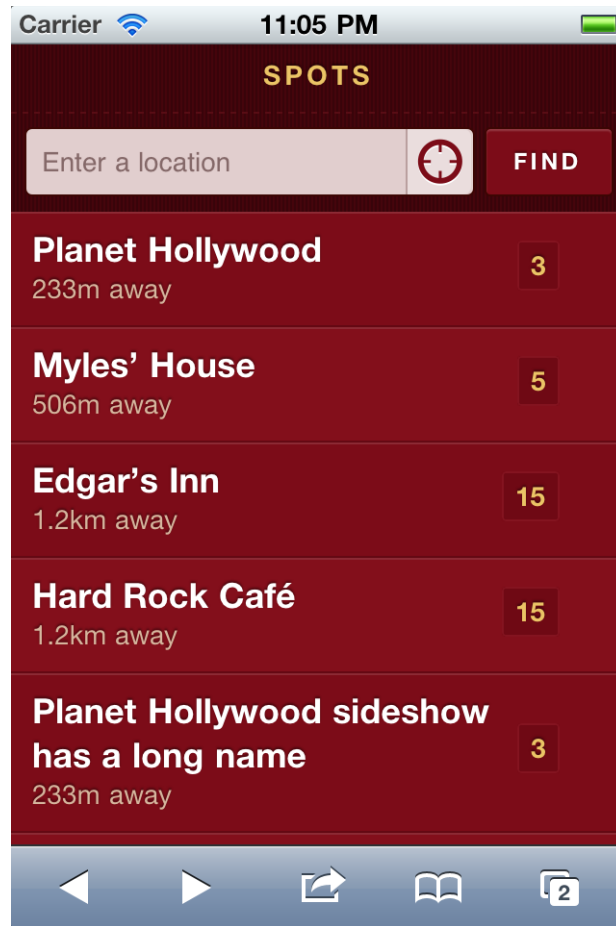 Carrier 11:05 PM
SPOTS
Enter a location FIND
Planet Hollywood
233m away
3
Myles’ House
506m away
5
Edgar’s Inn
1.2km away
15
Hard Rock Café
1.2km away
15
Planet Hollywood sideshow
has a long name
233m away
3
2